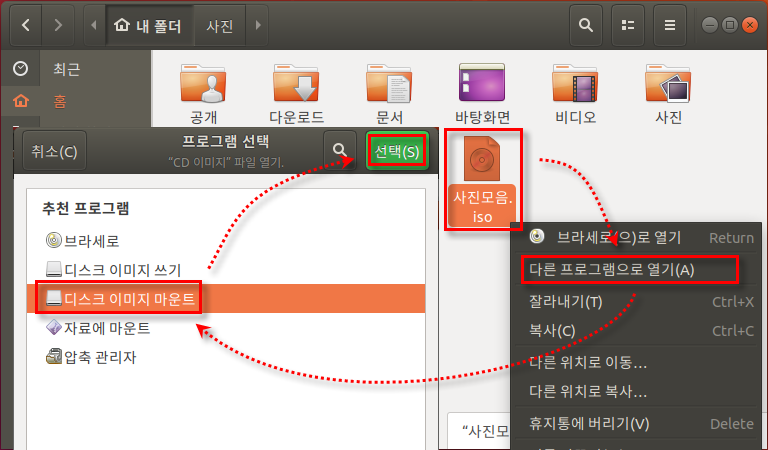 내 폴더
사진
최근
홈
공개
다운로드
문서
바탕화면
비디오
사진
취소(C)
프로그램 선택
"CD 이미지" 파일 열기.
선택(S)
추천 프로그램
브라세로
디스크 이미지 쓰기
디스크 이미지 마운트
자료에 마운트
압축 관리자
사진모음.
iso
브라세로(으)로 열기 Return
다른 프로그램으로 열기(A)
잘라내기(T) Ctrl+X
복사(C) Ctrl+C
다른 위치로 이동...
다른 위치로 복사...
휴지통에 버리기(V) Delete
"사진모